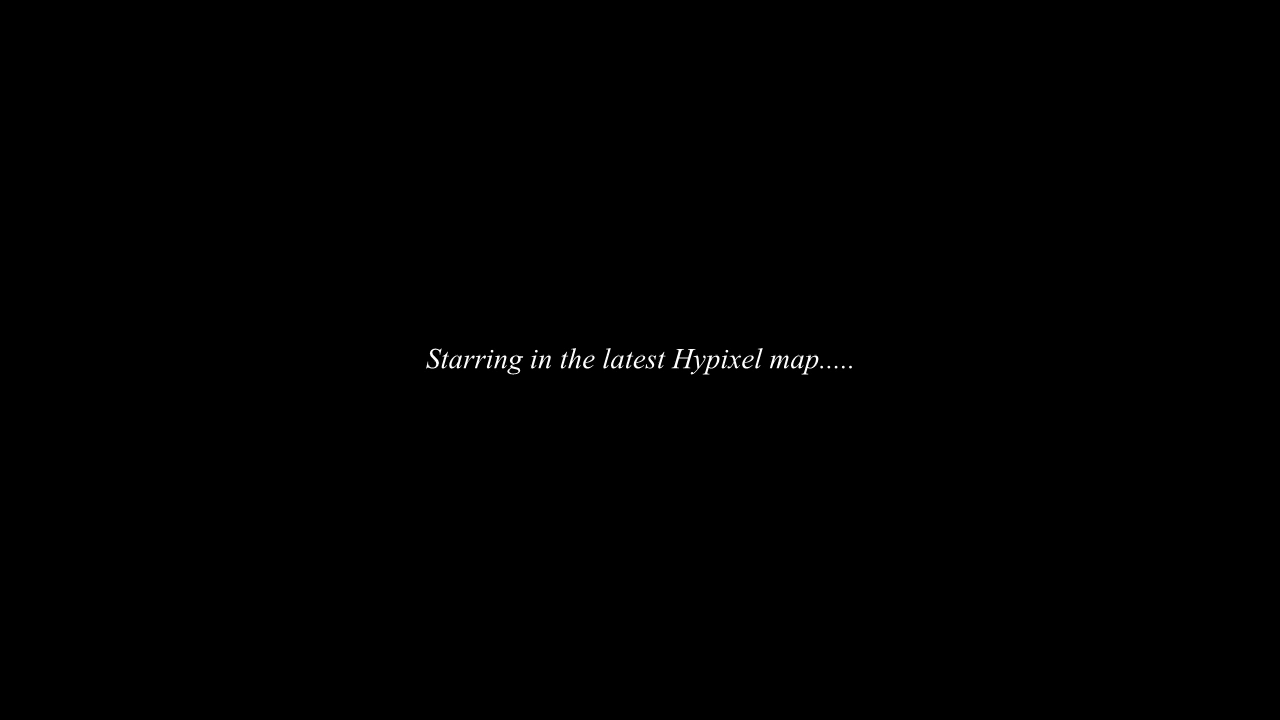 Starring in the latest Hypixel map.....